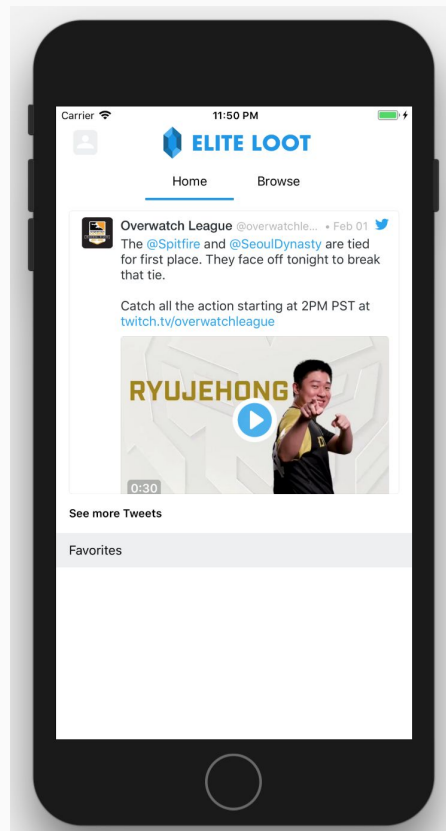 Carrier 11:50 PM
ELITE LOOT
Home Browse
Overwatch League @overwatchle... • Feb 01
The @Spitfire and @SeoulDynasty are tied
for first place. They face off tonight to break
that tie.
Catch all the action starting at 2PM PST at
twitch.tv/overwatchleague
RYUJEHONG
0:30
See more Tweets
Favorites